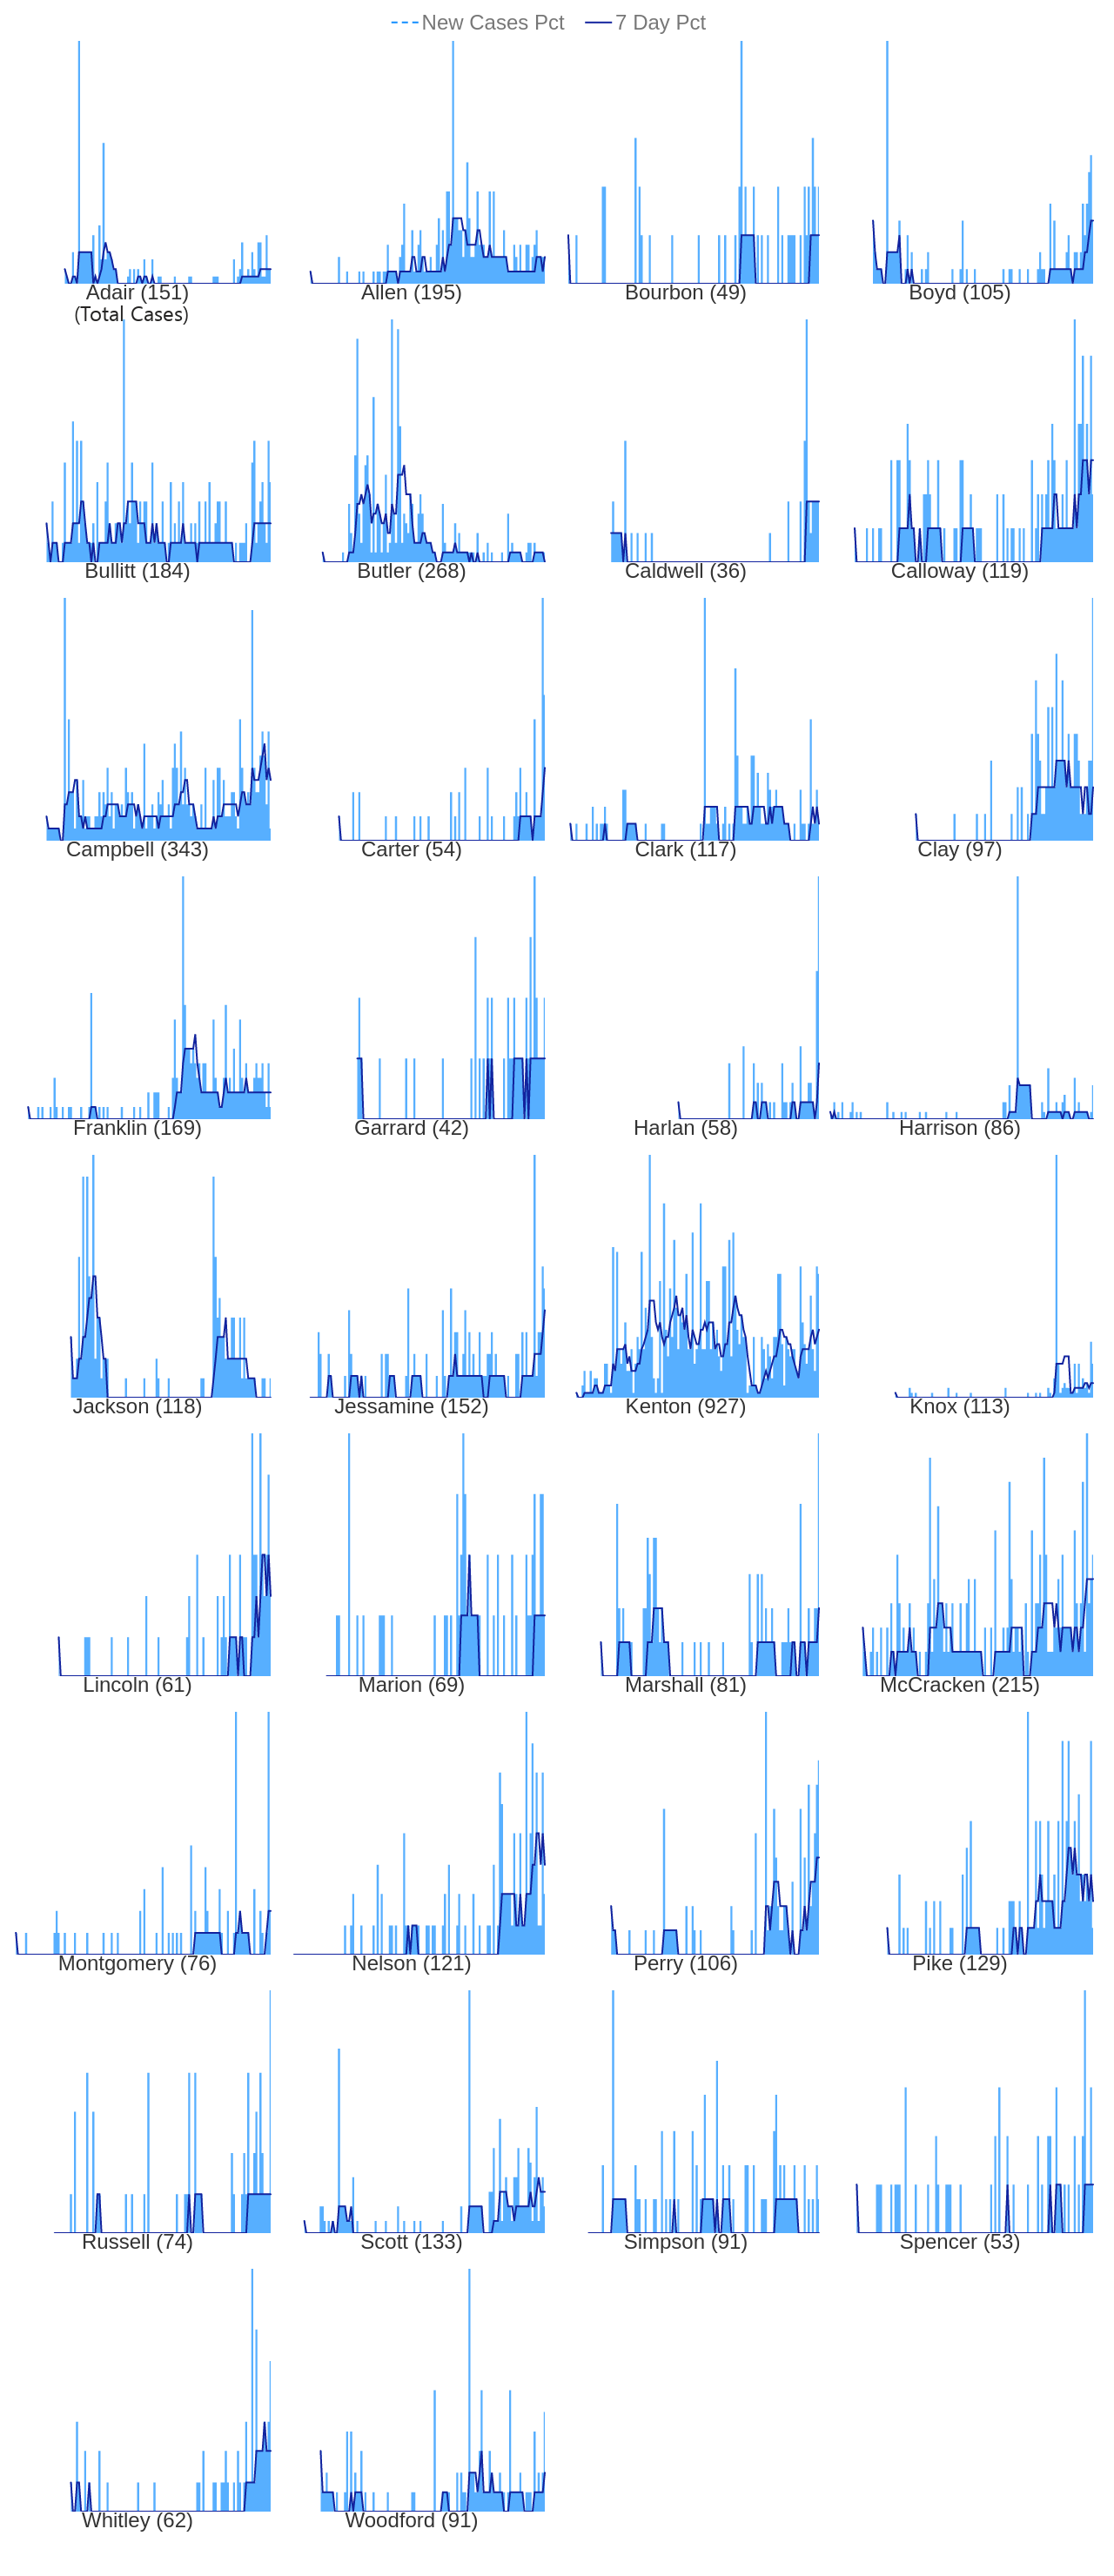 New Cases Pct 7 Day Pct
Adair (151) Allen (195) Bourbon (49) Boyd (105)
(Total Cases)
Bullitt (184) Butler (268) Caldwell (36) Calloway (119)
Campbell (343) Carter (54) Clark (117) Clay (97)
Franklin (169) Garrard (42) Harlan (58) Harrison (86)
Jackson (118) Jessamine (152) Kenton (927) Knox (113)
Lincoln (61) Marion (69) Marshall (81) McCracken (215)
Montgomery (76) Nelson (121) Perry (106) Pike (129)
Russell (74) Scott (133) Simpson (91) Spencer (53)
Whitley (62) Woodford (91)